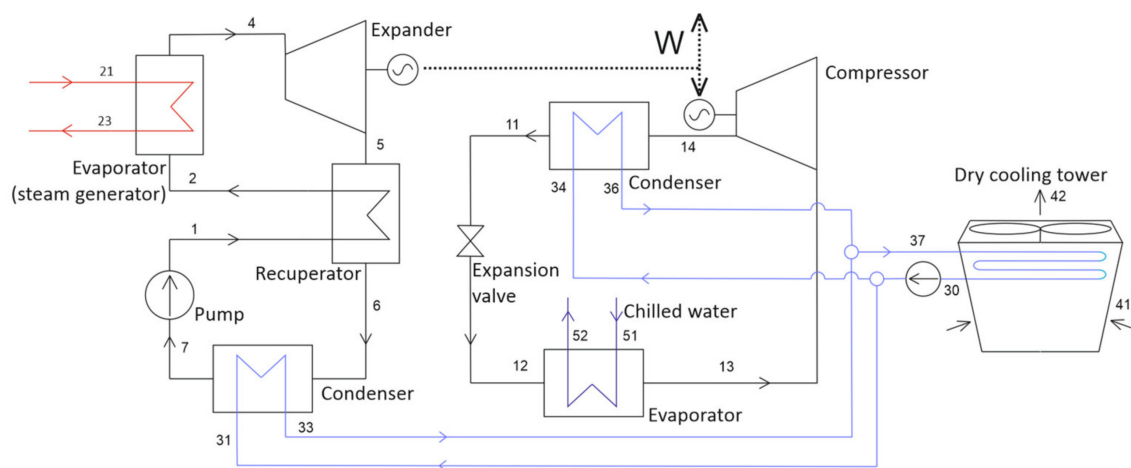 4
Expander
W
Compressor
21
23
11
14
5
Evaporator
(steam generator)
2
34
36
Condenser
Dry cooling tower
42
1
37
Recuperator
Expansion
valve
30
41
Pump
6
Chilled water
7
52
51
12
13
Condenser
Evaporator
31
33